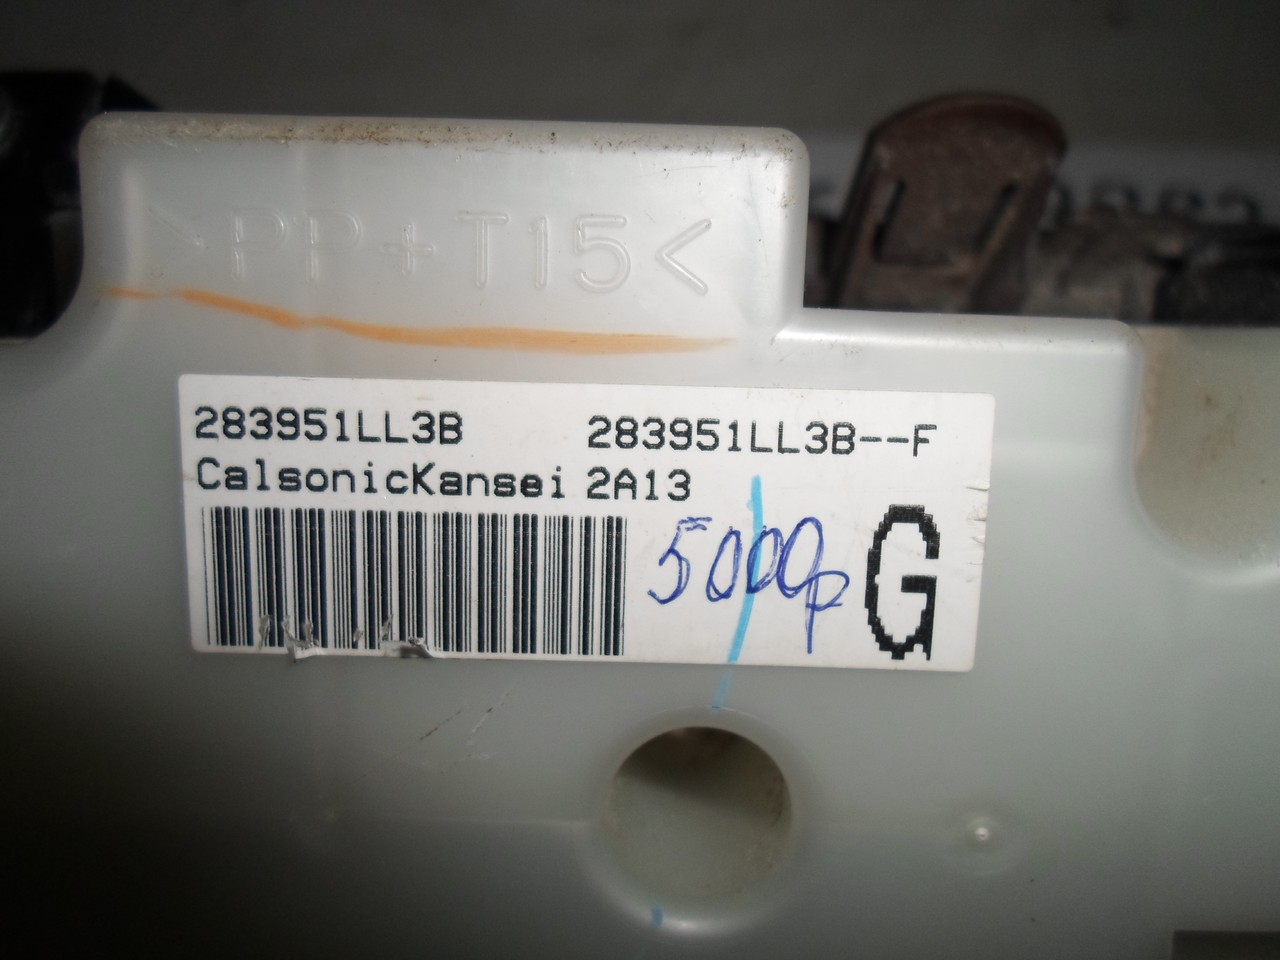 >PP+T15<
283951LL3B 283951LL3B--F
CalsonicKansei 2A13
5000р G